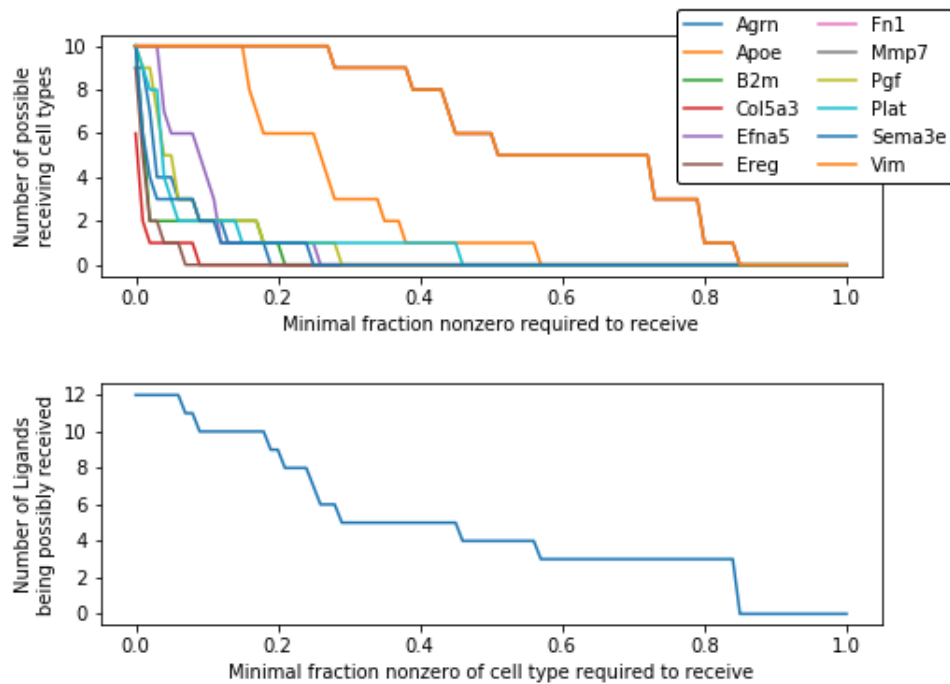 Agrn
Apoe
B2m
Col5a3
Efna5
Ereg
Fn1
Mmp7
Pgf
Plat
Sema3e
Vim
Number of possible
receiving cell types
10
8
6
4
2
0
0.0 0.2 0.4 0.6 0.8 1.0
Minimal fraction nonzero required to receive
Number of Ligands
being possibly received
12
10
8
6
4
2
0
0.0 0.2 0.4 0.6 0.8 1.0
Minimal fraction nonzero of cell type required to receive